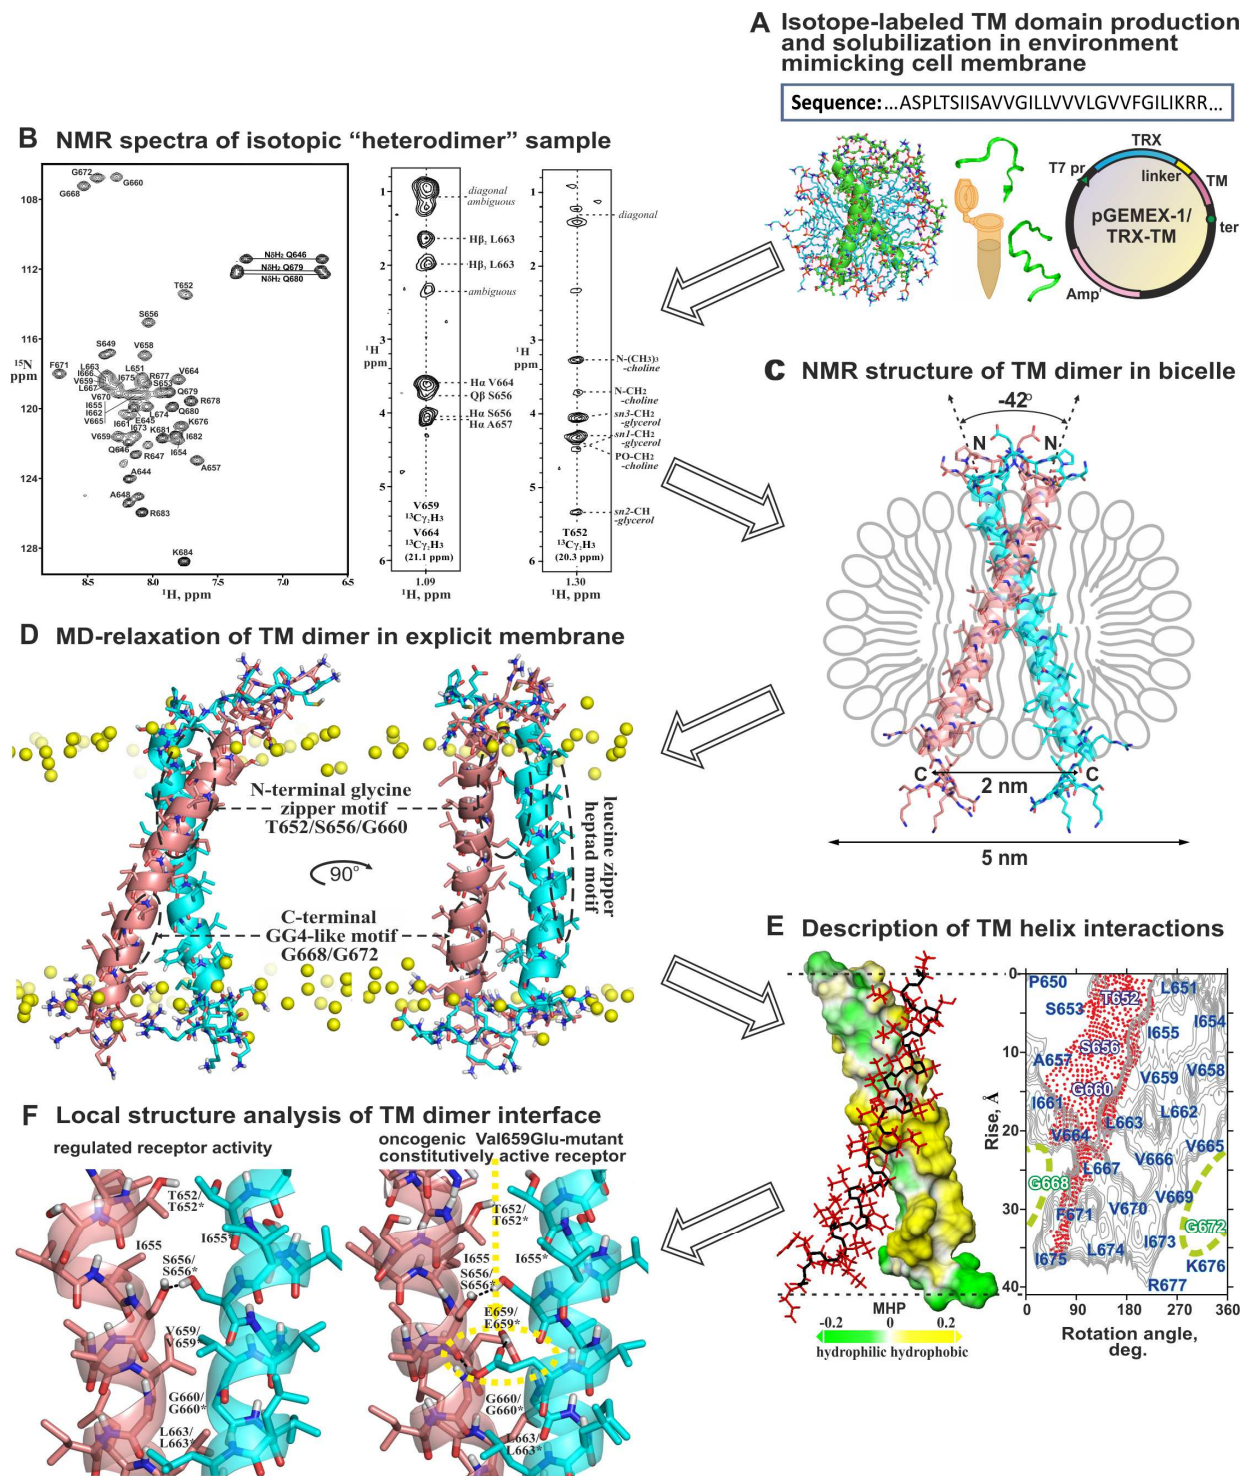 A Isotope-labeled TM domain production
and solubilization in environment
mimicking cell membrane
Sequence:...ASPLTSIISAVVGILLVVVLGVVFGILIKRR...
TRX
T7 pr
linker
TM
pGEMEX-1/
TRX-TM
ter
Amp^r
B NMR spectra of isotopic “heterodimer” sample
G672
G660
G668
108
NδH₂ Q646
NδH₂ Q679
NδH₂ Q680
112
T652
S656
116
S649
V658
¹⁵N
ppm
F671
L663
I666
V659
L667
I675
L651
R677
S653
V664
V670
Q679
I655
I662
R678
120
V665
I661
E645
L674
Q680
I673
K676
V659
K681
I682
Q646
R647
I654
A657
A644
124
A648
R683
K684
128
8.5 8.0 7.5 7.0 6.5
¹H, ppm
1
diagonal
ambiguous
Hβ₂ L663
2
Hβ₂ L663
ambiguous
3
¹H
ppm
Hα V664
Qβ S656
4
Hα S656
Hα A657
5
V659
¹³Cγ₂H₃
V664
¹³Cγ₂H₃
(21.1 ppm)
6
1.09
¹H, ppm
1
diagonal
2
3
¹H
ppm
N-(CH₃)₃
-choline
N-CH₂
-choline
4
sn3-CH₂
-glycerol
sn1-CH₂
-glycerol
PO-CH₂
-choline
5
sn2-CH
-glycerol
T652
¹³Cγ₂H₃
(20.3 ppm)
6
1.30
¹H, ppm
C NMR structure of TM dimer in bicelle
-42°
N N
C C
2 nm
5 nm
D MD-relaxation of TM dimer in explicit membrane
N-terminal glycine
zipper motif
T652/S656/G660
leucine zipper
heptad motif
90°
C-terminal
GG4-like motif
G668/G672
E Description of TM helix interactions
MHP
-0.2 0 0.2
hydrophilic hydrophobic
0
P650
T652
L651
S653
I654
I655
S656
10
A657
V658
V659
G660
I661
L662
L663
20
V664
V665
V666
L667
G668
V669
30
F671
V670
G672
I673
L674
I675
K676
R677
40
Rise, Å
0 90 180 270 360
Rotation angle,
deg.
F Local structure analysis of TM dimer interface
regulated receptor activity
T652/
T652*
I655
I655*
S656/
S656*
V659/
V659*
G660/
G660*
L663/
L663*
oncogenic Val659Glu-mutant
constitutively active receptor
T652/
T652*
I655
I655*
S656/
S656*
E659/
E659*
G660/
G660*
L663/
L663*